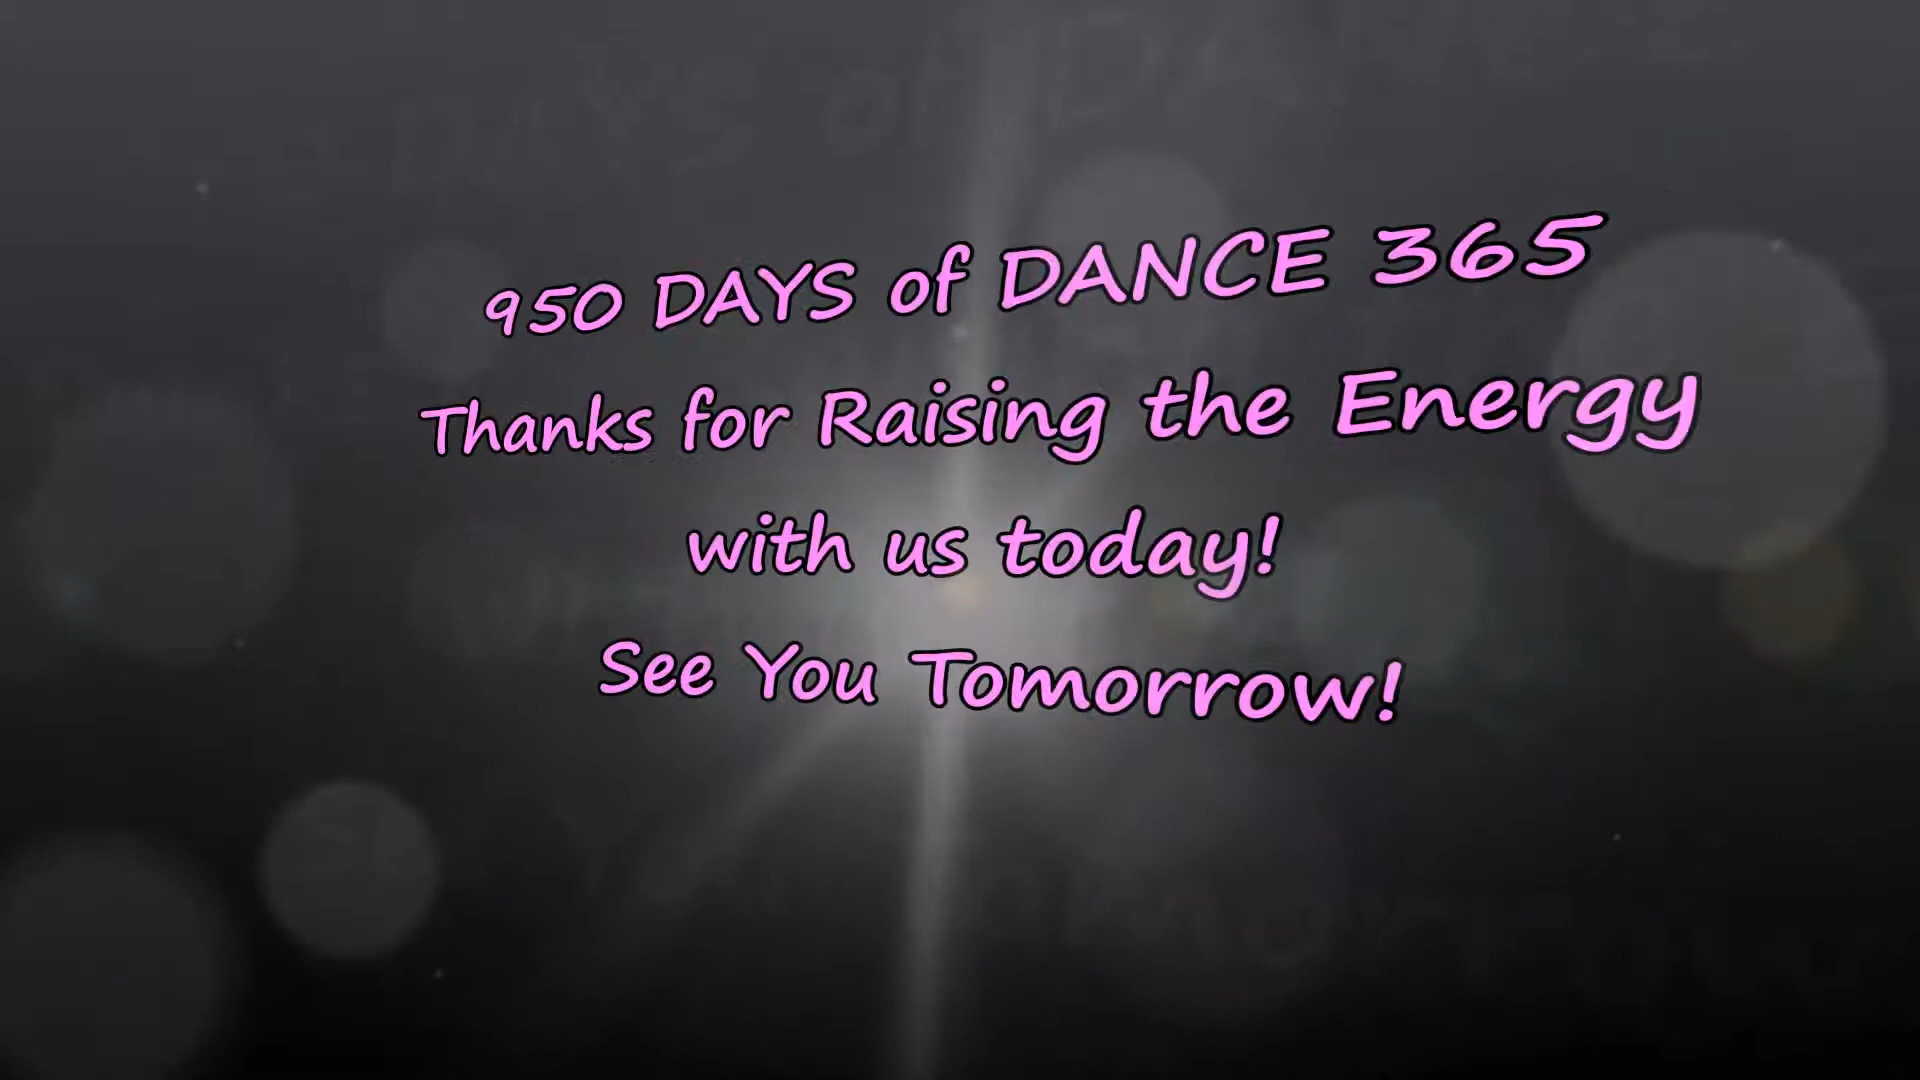 950 DAYS of DANCE 365
Thanks for Raising the Energy
with us today!
See You Tomorrow!